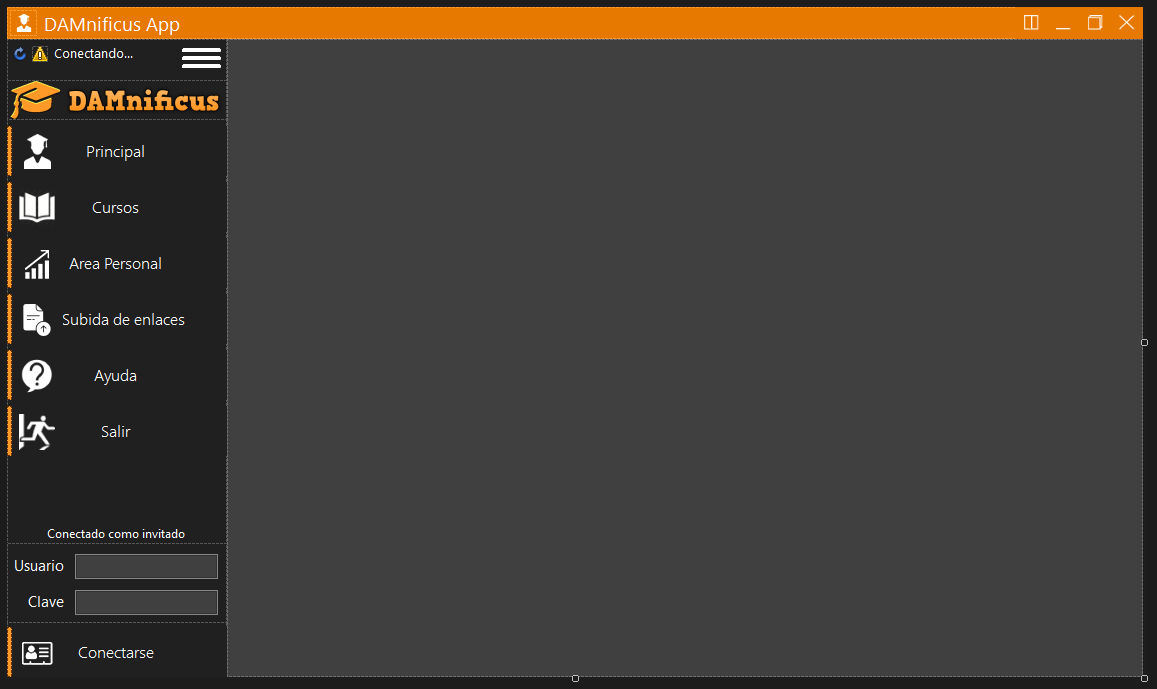 DAMnificus App
Conectando...
DAMnificus
Principal
Cursos
Area Personal
Subida de enlaces
Ayuda
Salir
Conectado como invitado
Usuario
Clave
Conectarse